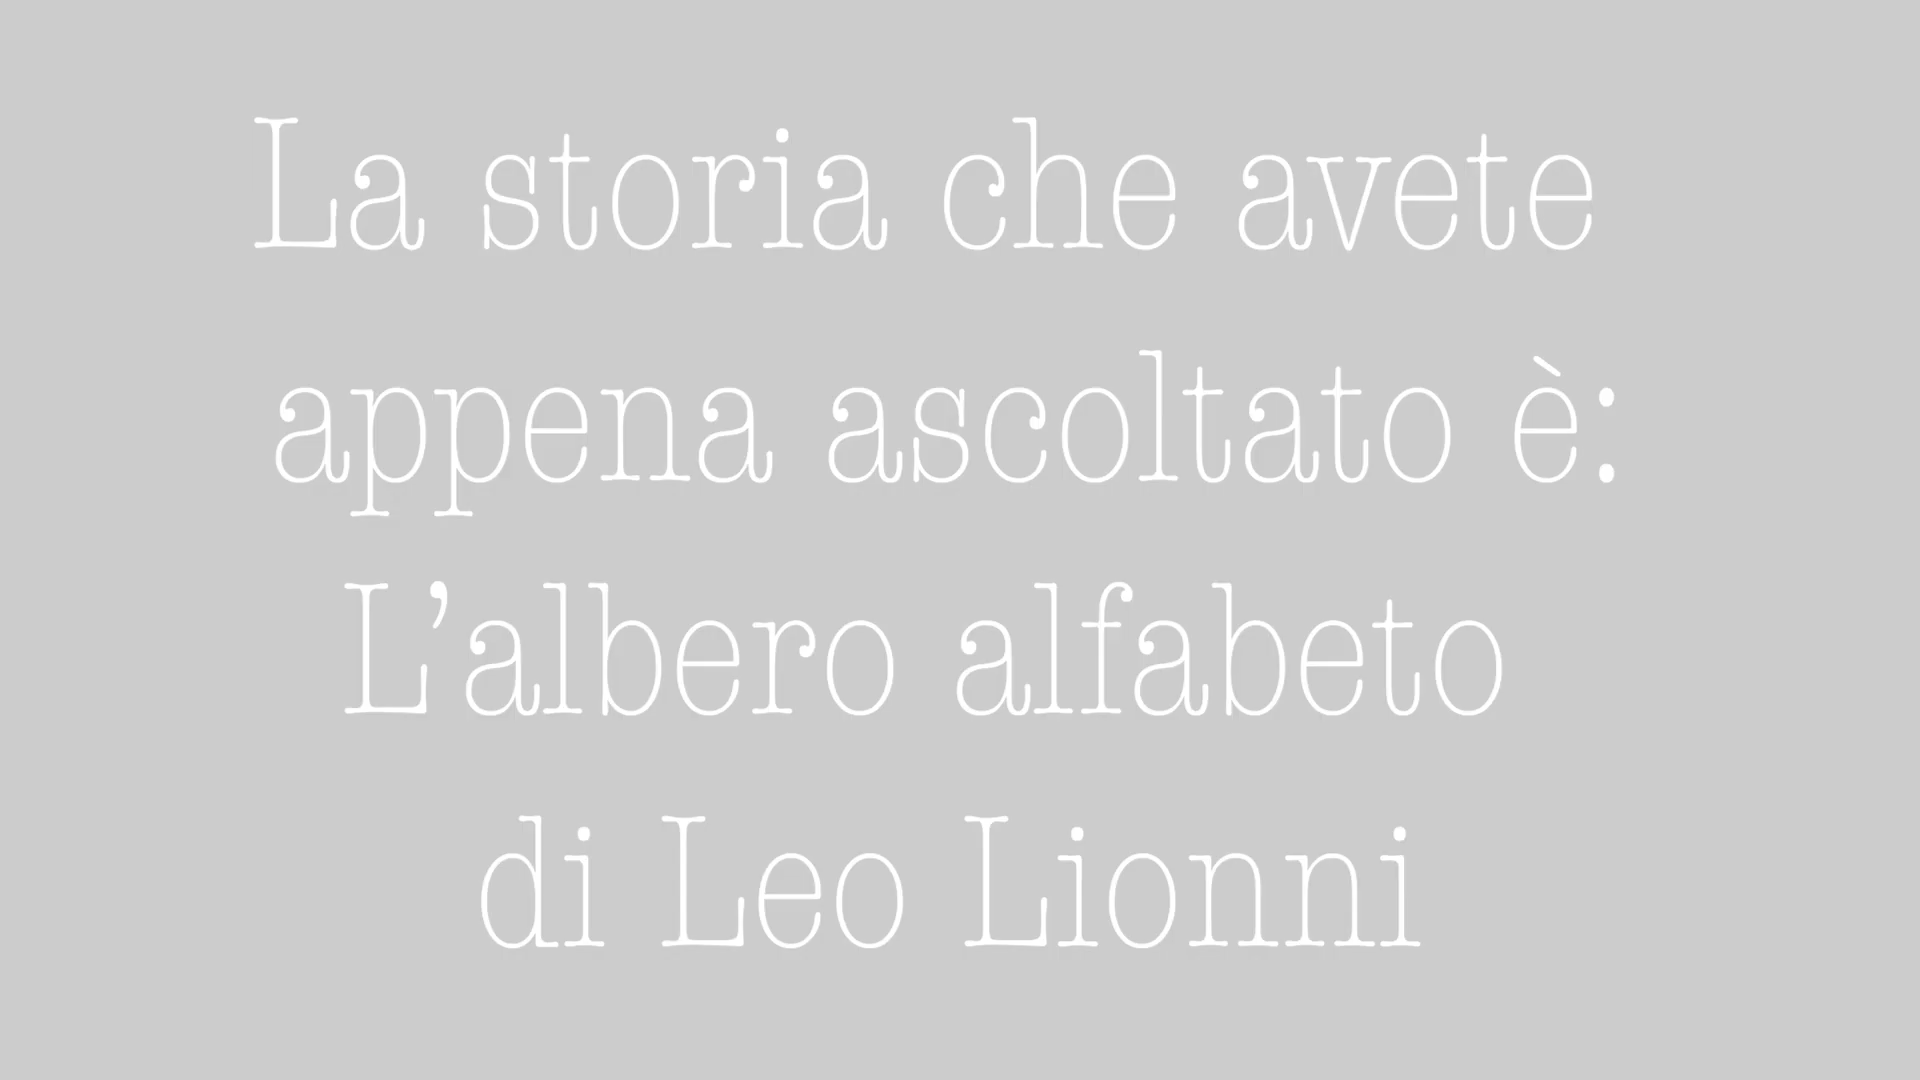 La storia che avete
appena ascoltato è:
L’albero alfabeto
di Leo Lionni